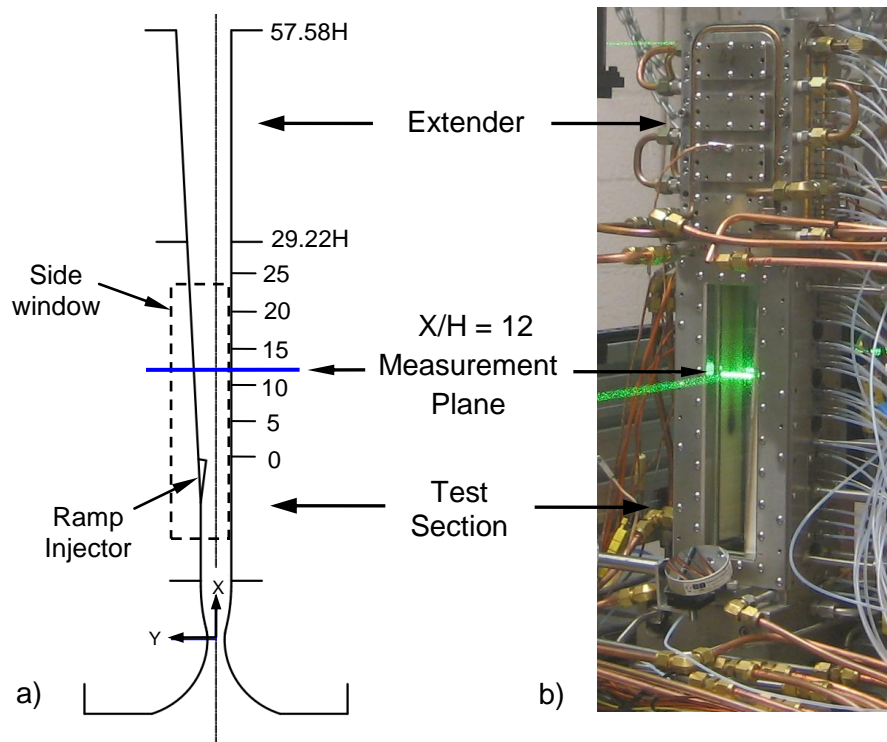 57.58H
Extender
29.22H
Side
window
25
20
15
10
5
0
X/H = 12
Measurement
Plane
Ramp
Injector
Test
Section
X
Y
a)
b)